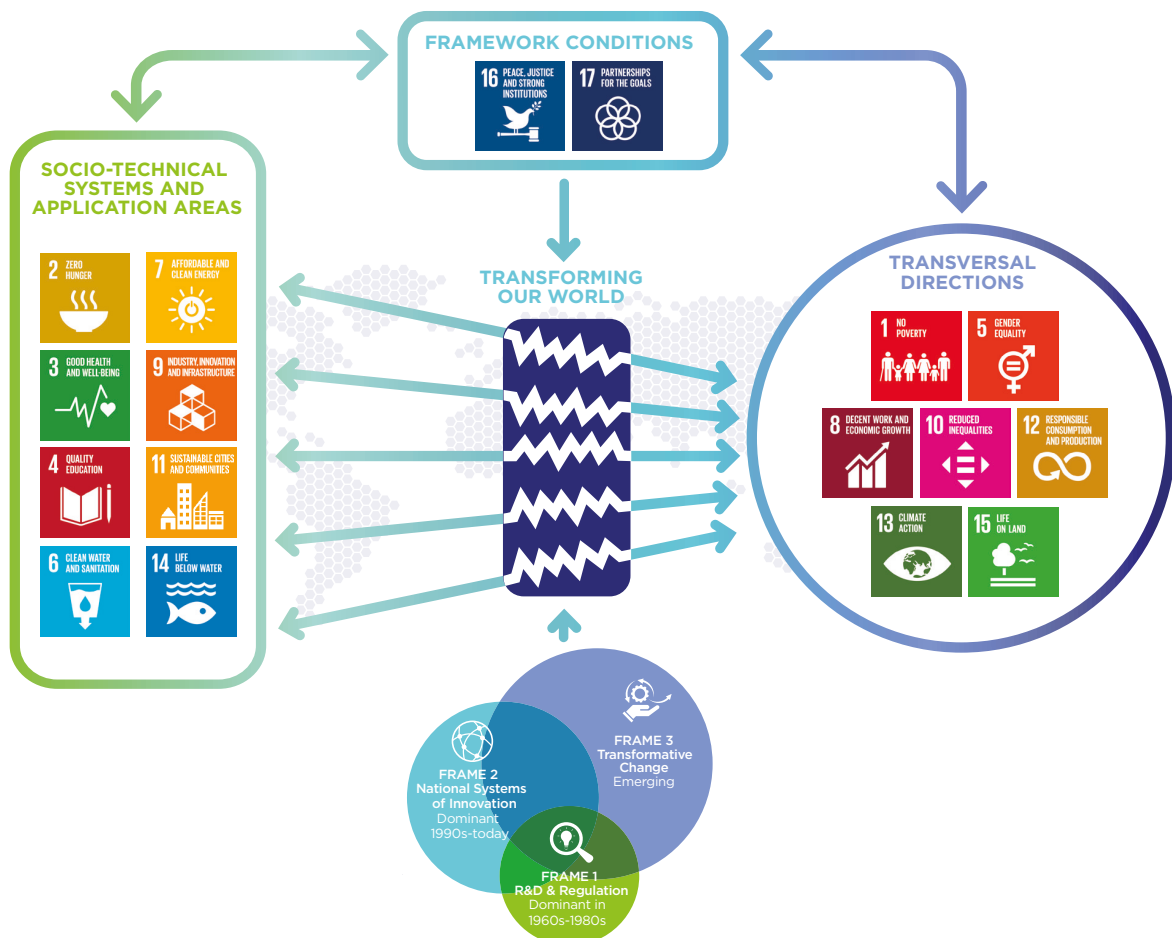 FRAMEWORK CONDITIONS
16 PEACE, JUSTICE
AND STRONG
INSTITUTIONS
17 PARTNERSHIPS
FOR THE GOALS
SOCIO-TECHNICAL
SYSTEMS AND
APPLICATION AREAS
2 ZERO
HUNGER
7 AFFORDABLE AND
CLEAN ENERGY
3 GOOD HEALTH
AND WELL-BEING
9 INDUSTRY, INNOVATION
AND INFRASTRUCTURE
4 QUALITY
EDUCATION
11 SUSTAINABLE CITIES
AND COMMUNITIES
6 CLEAN WATER
AND SANITATION
14 LIFE
BELOW WATER
TRANSFORMING
OUR WORLD
TRANSVERSAL
DIRECTIONS
1 NO
POVERTY
5 GENDER
EQUALITY
8 DECENT WORK AND
ECONOMIC GROWTH
10 REDUCED
INEQUALITIES
12 RESPONSIBLE
CONSUMPTION
AND PRODUCTION
13 CLIMATE
ACTION
15 LIFE
ON LAND
FRAME 3
Transformative
Change
Emerging
FRAME 2
National Systems
of Innovation
Dominant
1990s-today
FRAME 1
R&D & Regulation
Dominant in
1960s-1980s